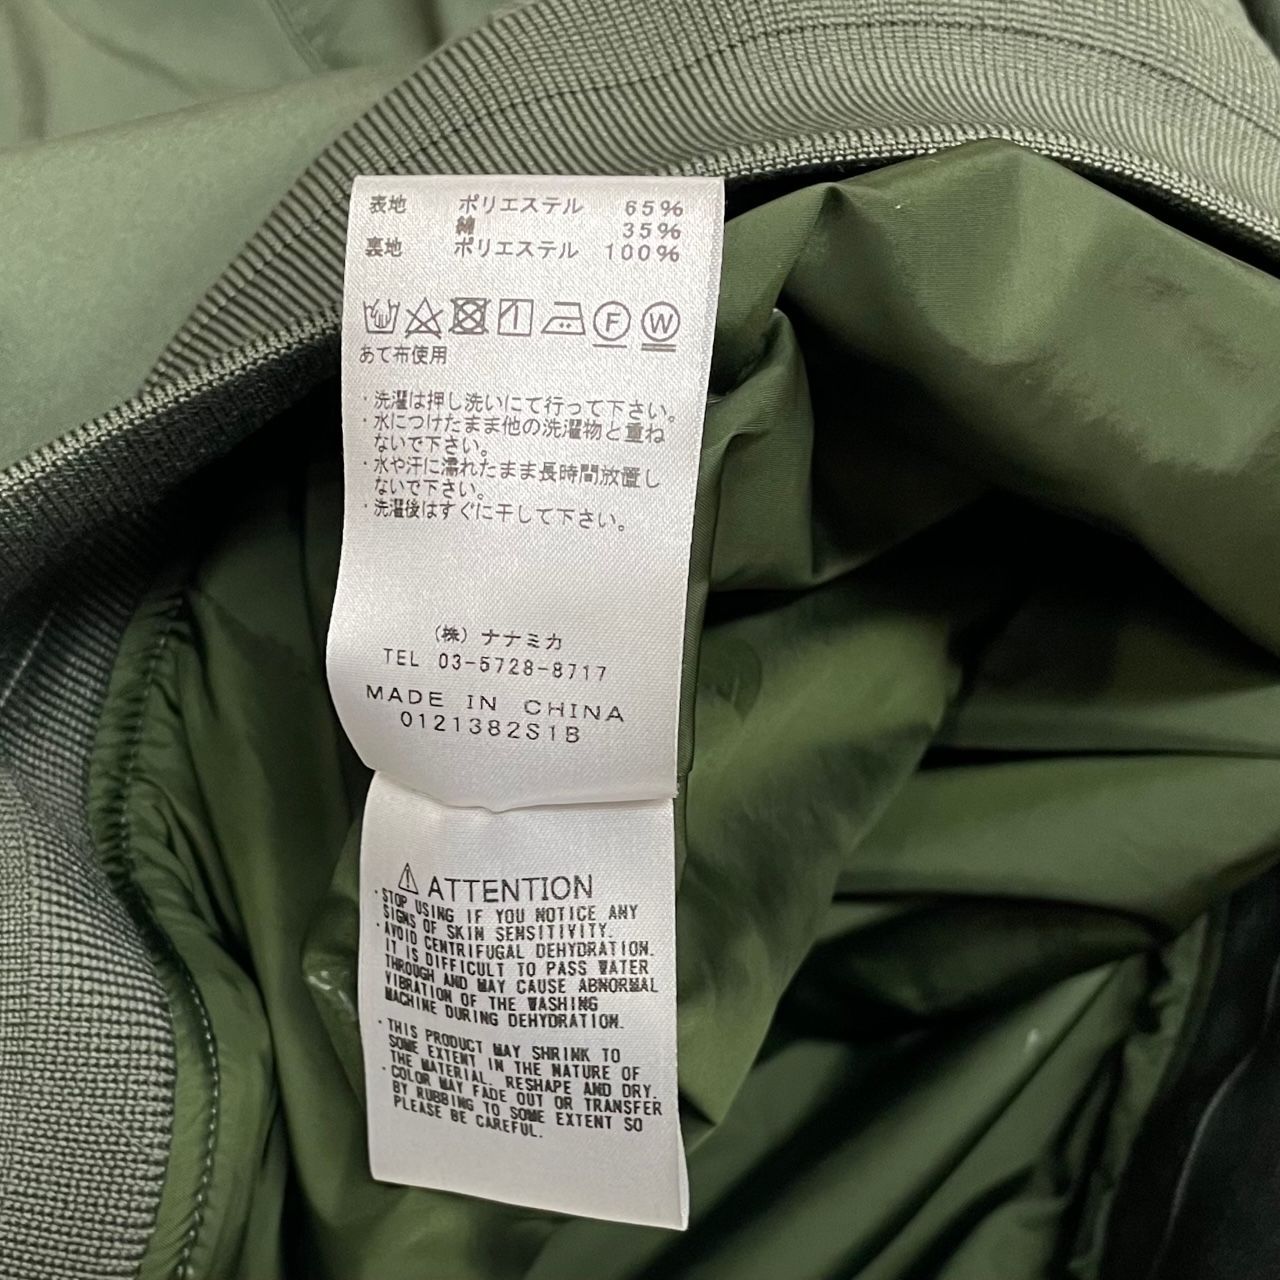 表地 ポリエステル 65%
綿 35%
裏地 ポリエステル 100%
F W
あて布使用
・洗濯は押し洗いにて行って下さい。
・水につけたまま他の洗濯物と重ね
ないで下さい。
・水や汗に濡れたまま長時間放置し
ないで下さい。
・洗濯後はすぐに干して下さい。
(株) ナナミカ
TEL 03-5728-8717
MADE IN CHINA
0121382S1B
ATTENTION
・STOP USING IF YOU NOTICE ANY
SIGNS OF SKIN SENSITIVITY.
・AVOID CENTRIFUGAL DEHYDRATION.
IT IS DIFFICULT TO PASS WATER
THROUGH AND MAY CAUSE ABNORMAL
VIBRATION OF THE WASHING
MACHINE DURING DEHYDRATION.
・THIS PRODUCT MAY SHRINK TO
SOME EXTENT IN THE NATURE OF
THE MATERIAL. RESHAPE AND DRY.
・COLOR MAY FADE OUT OR TRANSFER
BY RUBBING TO SOME EXTENT SO
PLEASE BE CAREFUL.